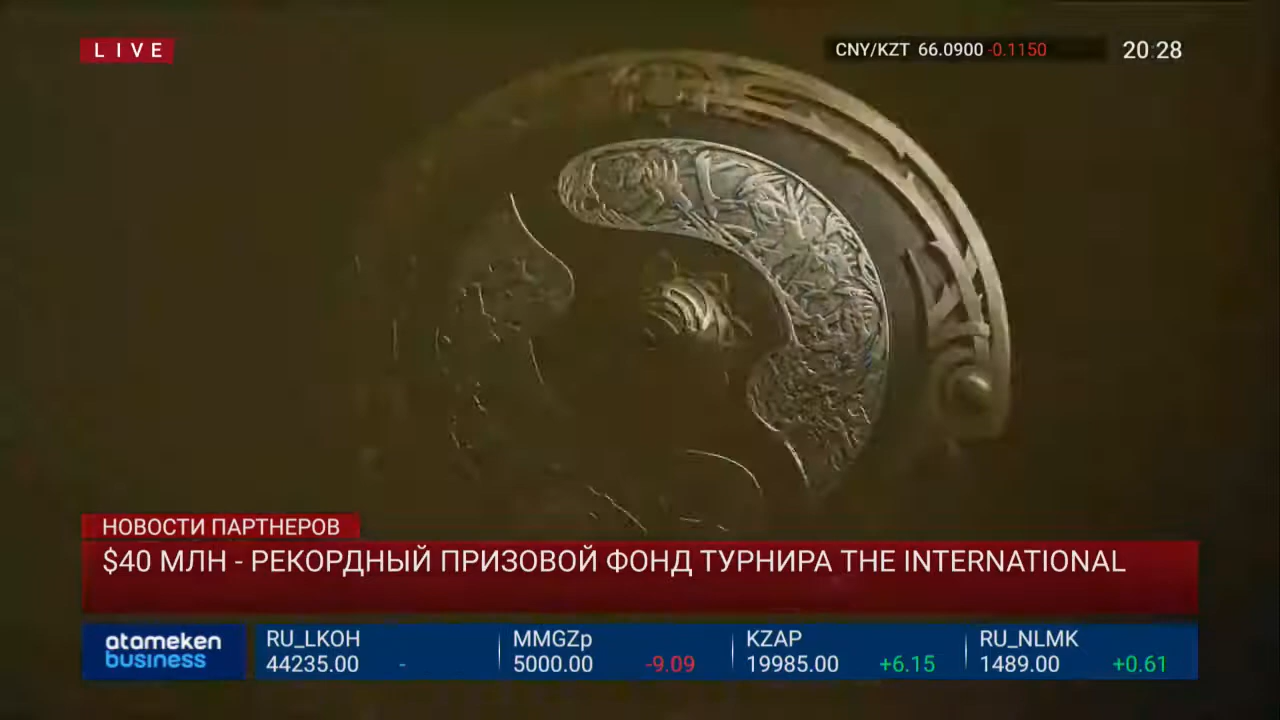 LIVE
CNY/KZT 66.0900 -0.1150
20:28
НОВОСТИ ПАРТНЕРОВ
$40 МЛН - РЕКОРДНЫЙ ПРИЗОВОЙ ФОНД ТУРНИРА THE INTERNATIONAL
atameken
business
RU_LKOH
44235.00 -
MMGZp
5000.00 -9.09
KZAP
19985.00 +6.15
RU_NLMK
1489.00 +0.61